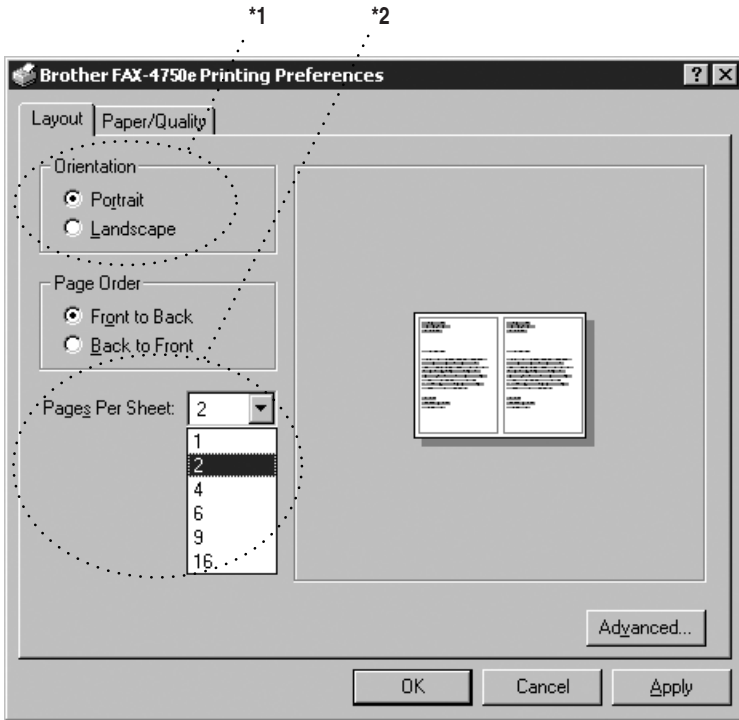 *1 *2
Brother FAX-4750e Printing Preferences
Layout Paper/Quality
Orientation
Portrait
Landscape
Page Order
Front to Back
Back to Front
Pages Per Sheet: 2
1
2
4
6
9
16
Advanced...
OK Cancel Apply